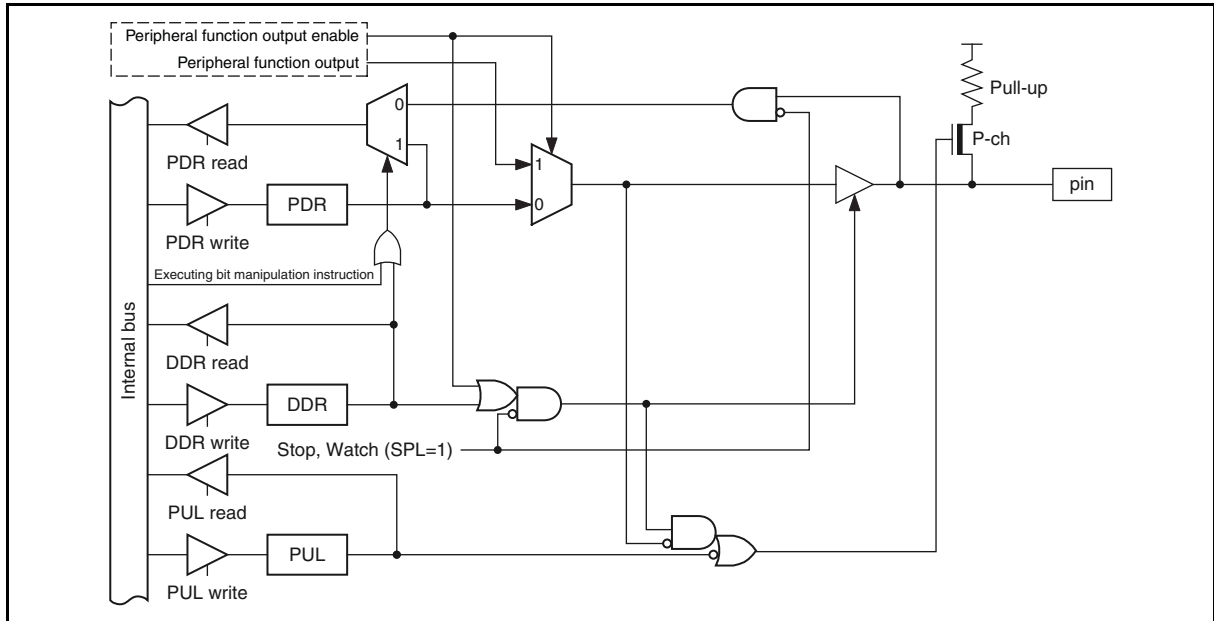 Peripheral function output enable
Peripheral function output
Pull-up
0
P-ch
1
PDR read
1
pin
PDR
0
PDR write
Executing bit manipulation instruction
Internal bus
DDR read
DDR
DDR write
Stop, Watch (SPL=1)
PUL read
PUL
PUL write